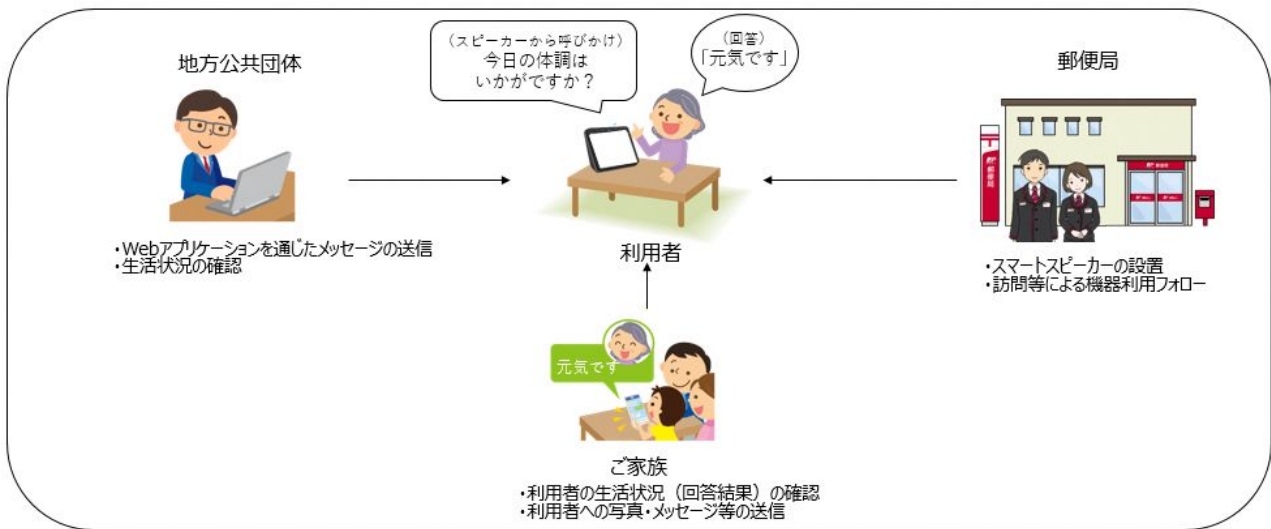 地方公共団体
・Webアプリケーションを通じたメッセージの送信
・生活状況の確認
(スピーカーから呼びかけ)
今日の体調は
いかがですか?
(回答)
「元気です」
利用者
郵便局
郵便局
・スマートスピーカーの設置
・訪問等による機器利用フォロー
元気です
ご家族
・利用者の生活状況(回答結果)の確認
・利用者への写真・メッセージ等の送信